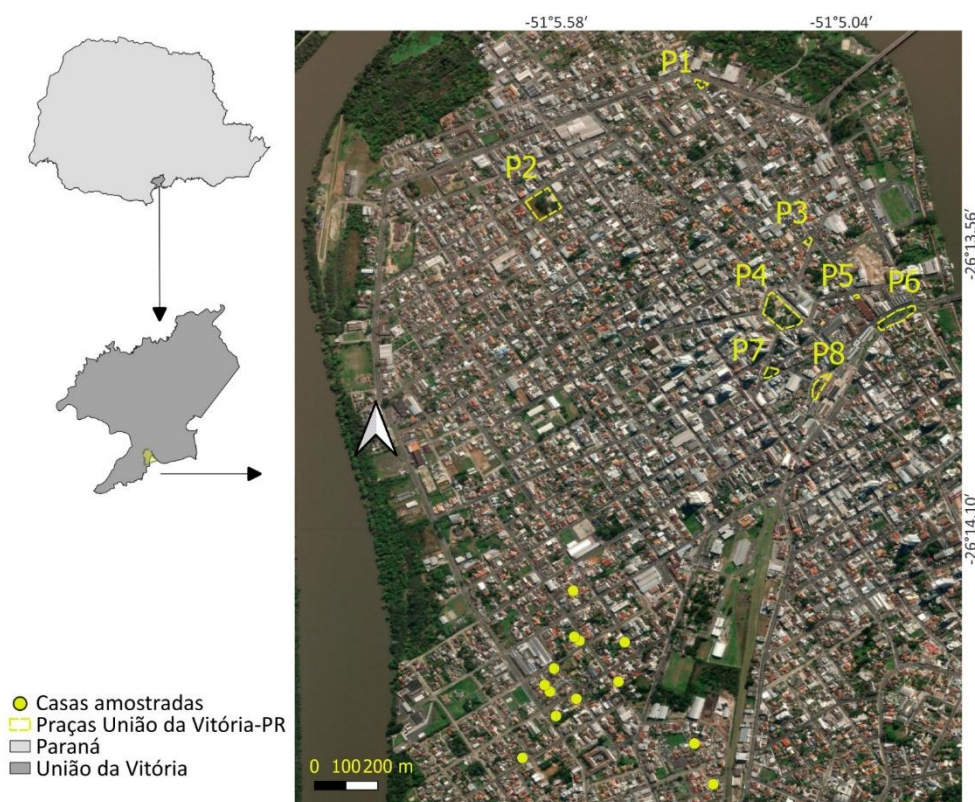 -51°5.58′ -51°5.04′
P1
P2
P3
-26°13.56′
P4
P5
P6
P7
P8
-26°14.10′
Casas amostradas
Praças União da Vitória-PR
Paraná
União da Vitória
0 100 200 m